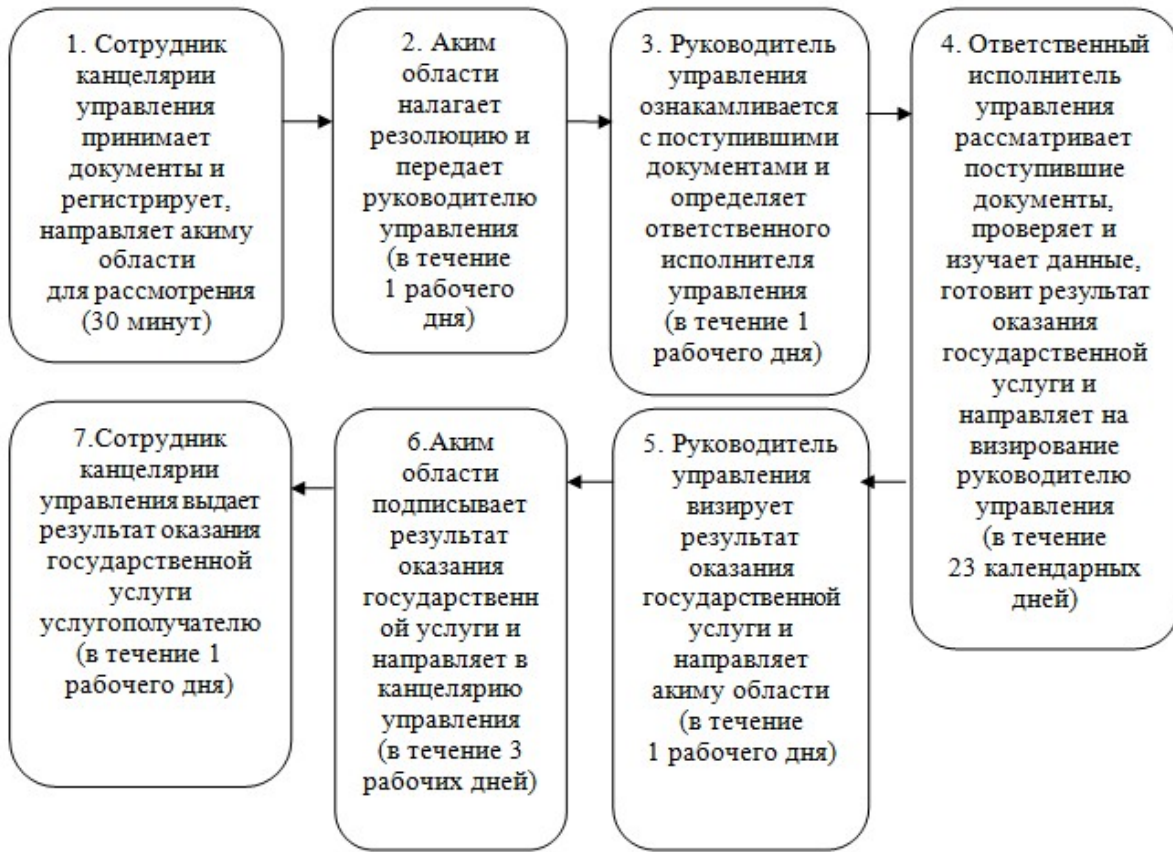 1. Сотрудник
канцелярии
управления
принимает
документы и
регистрирует,
направляет акиму
области
для рассмотрения
(30 минут)
2. Аким
области
налагает
резолюцию и
передает
руководителю
управления
(в течение
1 рабочего
дня)
3. Руководитель
управления
ознакамливается
с поступившими
документами и
определяет
ответственного
исполнителя
управления
(в течение 1
рабочего дня)
4. Ответственный
исполнитель
управления
рассматривает
поступившие
документы,
проверяет и
изучает данные,
готовит результат
оказания
государственной
услуги и
направляет на
визирование
руководителю
управления
(в течение
23 календарных
дней)
5. Руководитель
управления
визирует
результат
оказания
государственной
услуги и
направляет
акиму области
(в течение
1 рабочего дня)
6.Аким
области
подписывает
результат
оказания
государственн
ой услуги и
направляет в
канцелярию
управления
(в течение 3
рабочих дней)
7.Сотрудник
канцелярии
управления выдает
результат оказания
государственной
услуги
услугополучателю
(в течение 1
рабочего дня)